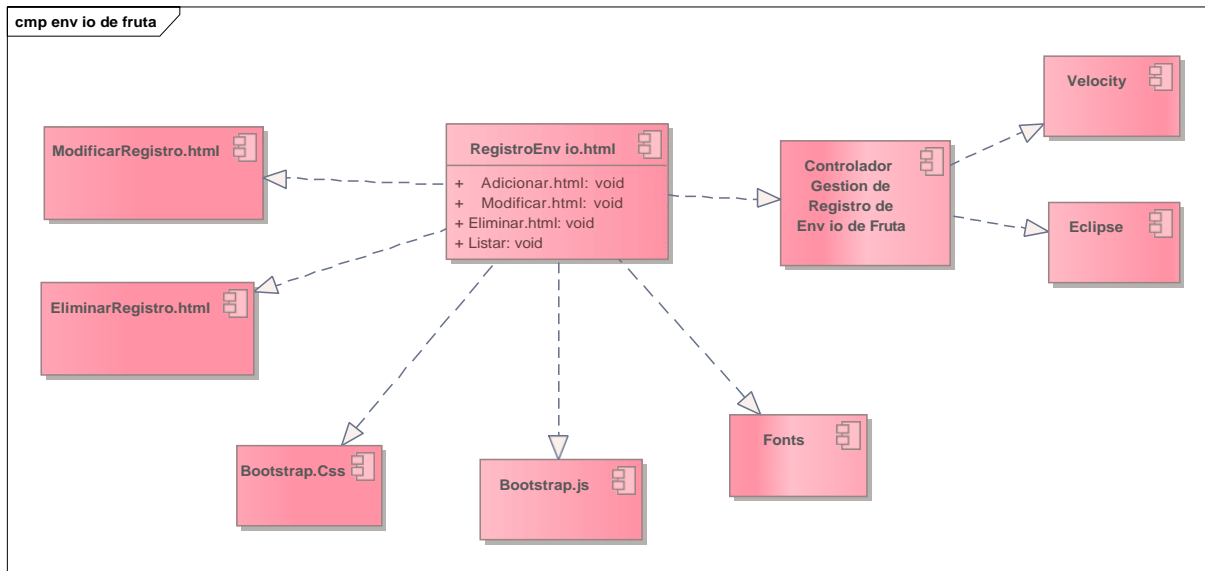 cmp env io de fruta
Velocity
ModificarRegistro.html
RegistroEnv io.html
+ Adicionar.html: void
+ Modificar.html: void
+ Eliminar.html: void
+ Listar: void
Controlador
Gestion de
Registro de
Env io de Fruta
Eclipse
EliminarRegistro.html
Bootstrap.Css
Bootstrap.js
Fonts